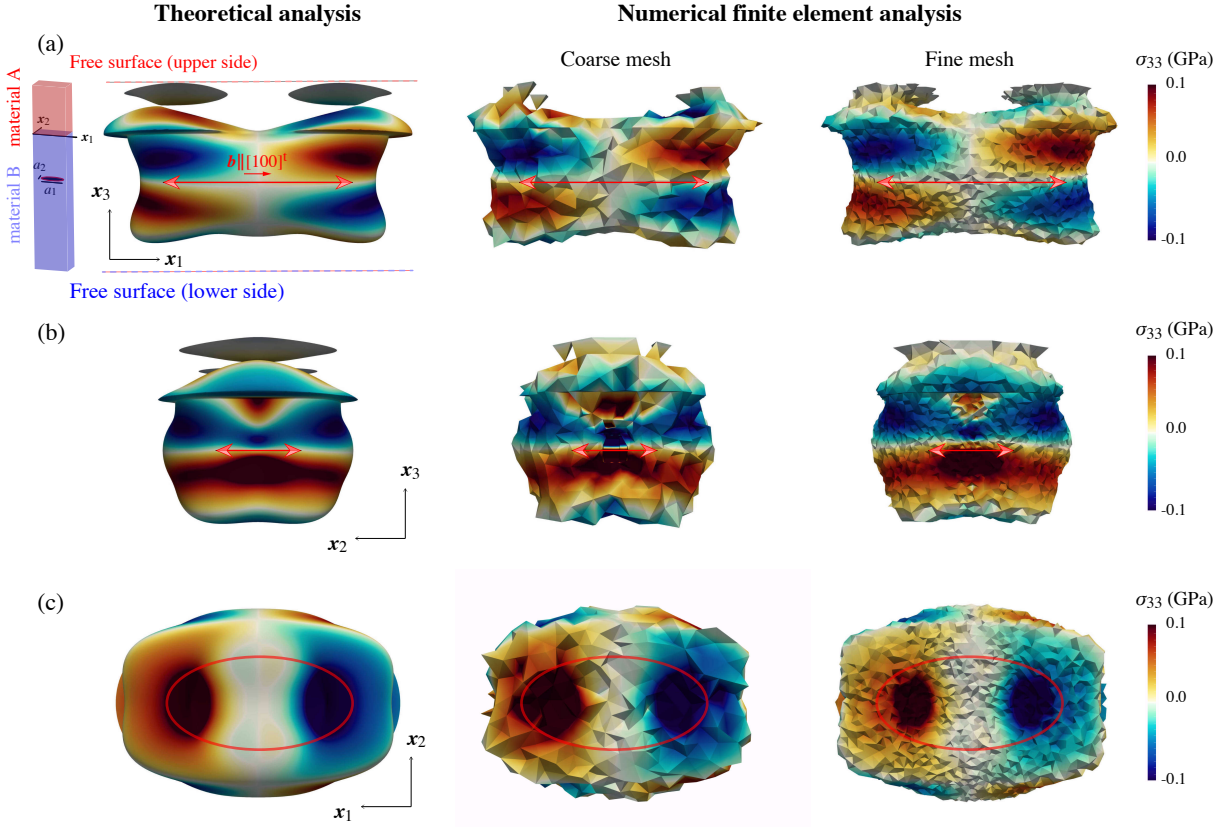 Theoretical analysis
Numerical finite element analysis
(a)
Free surface (upper side)
Coarse mesh
Fine mesh
σ33 (GPa)
0.1
0.0
-0.1
material A
material B
x2
x1
a2
a1
b∥[100]t
x3
x1
Free surface (lower side)
(b)
σ33 (GPa)
0.1
0.0
-0.1
x3
x2
(c)
σ33 (GPa)
0.1
0.0
-0.1
x2
x1